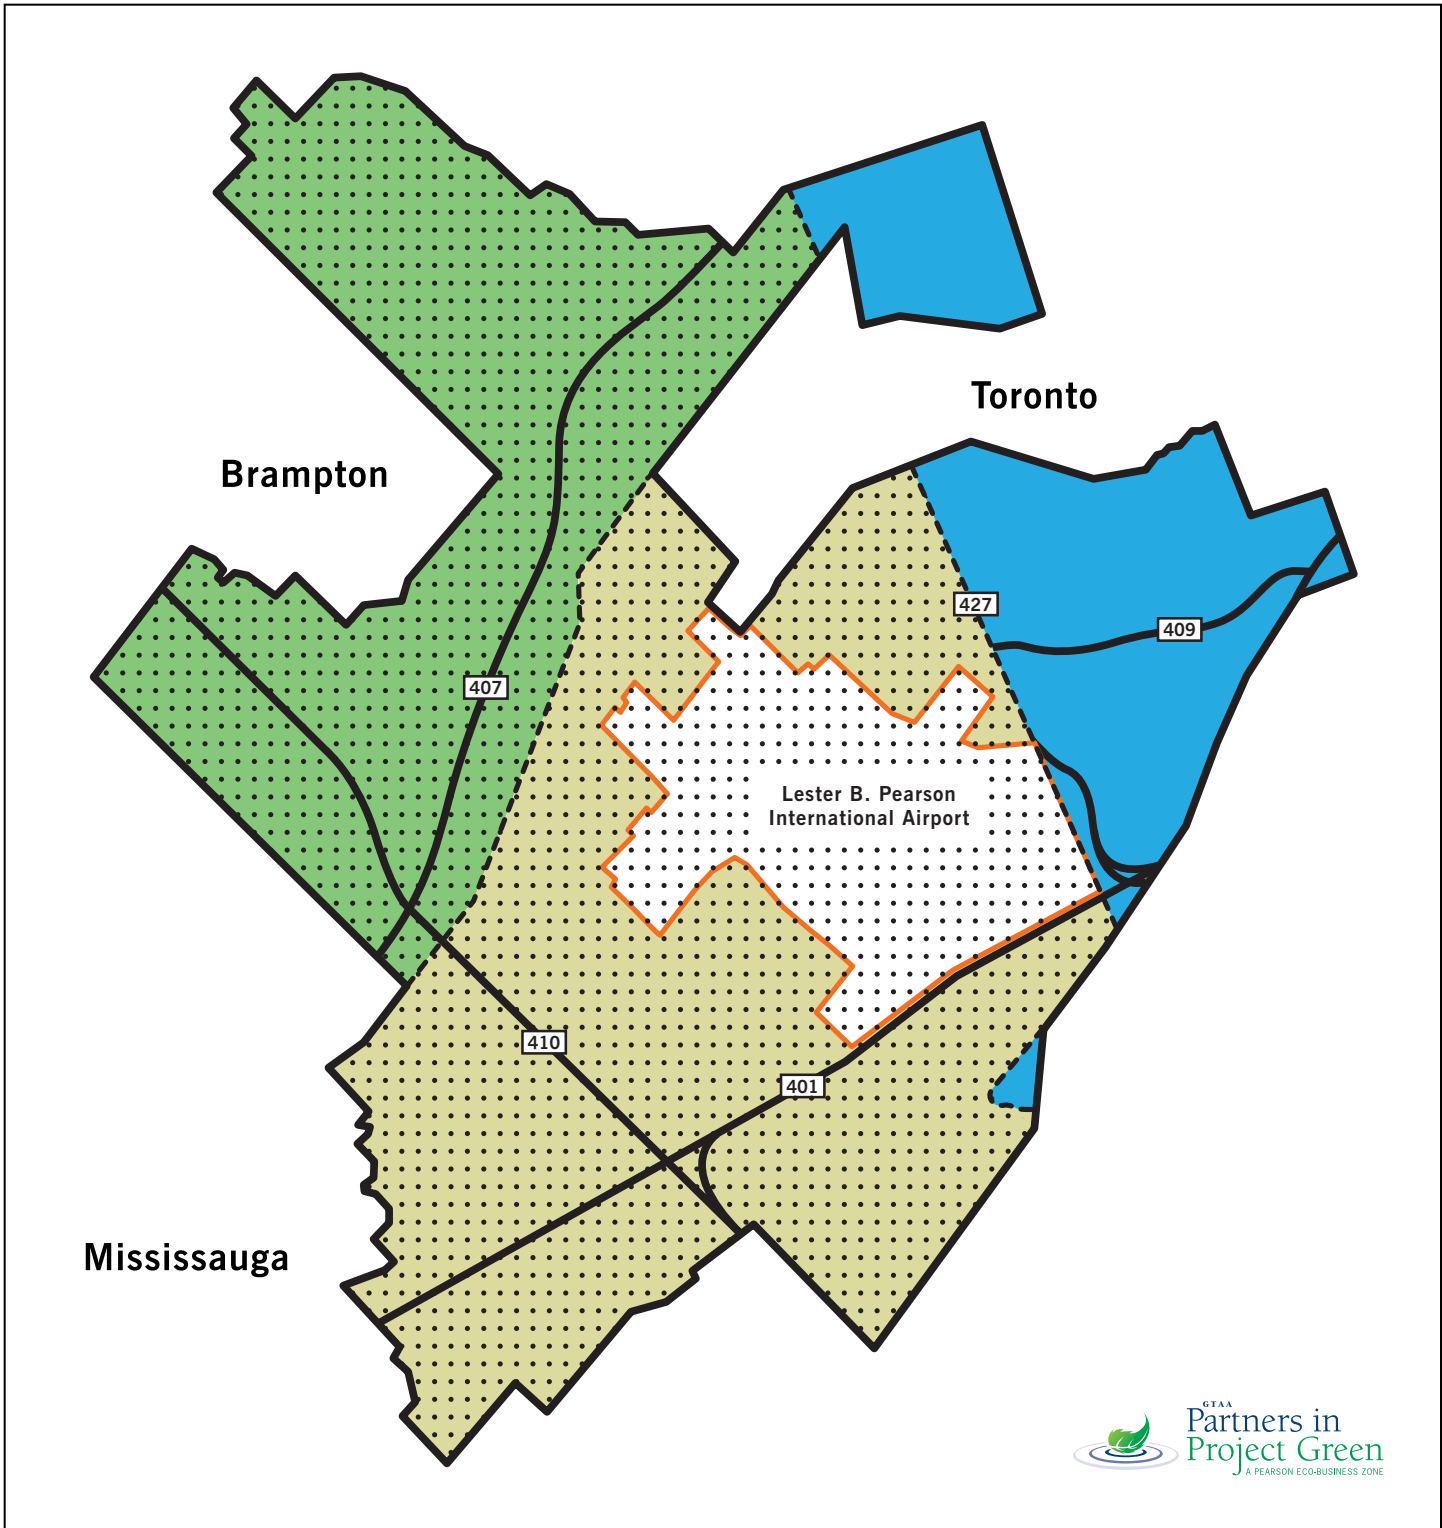 Toronto
Brampton
427
409
407
Lester B. Pearson
International Airport
410
401
Mississauga
GTAA
Partners in
Project Green
A PEARSON ECO-BUSINESS ZONE